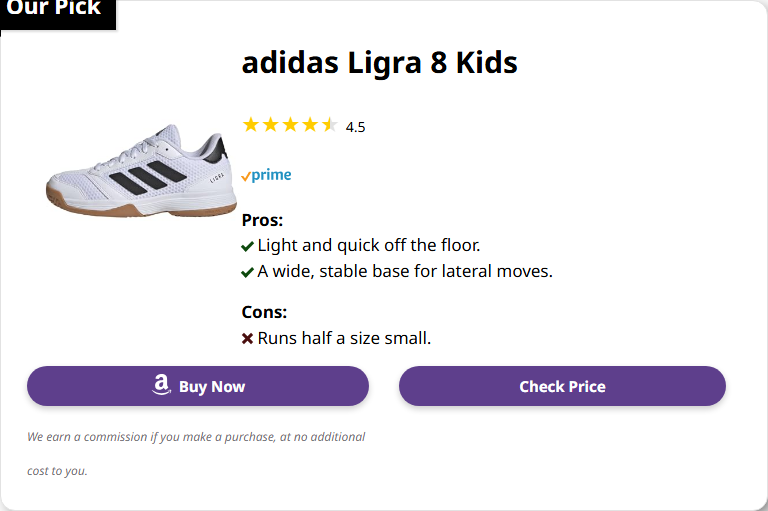 Our Pick
adidas Ligra 8 Kids
4.5
prime
LIGRA
Pros:
Light and quick off the floor.
A wide, stable base for lateral moves.
Cons:
Runs half a size small.
Buy Now
Check Price
We earn a commission if you make a purchase, at no additional
cost to you.